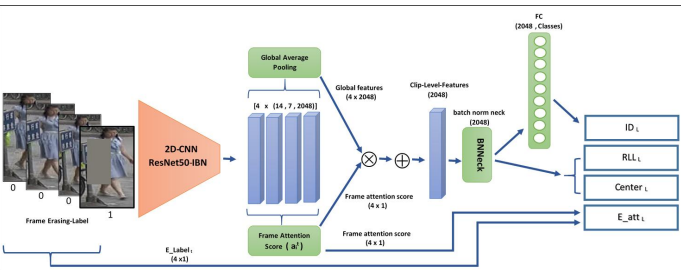 FC
(2048 , Classes)
Global Average
Pooling
Global features
(4 x 2048)
Clip-Level-Features
(2048)
[4 x (14 , 7 , 2048)]
batch norm neck
(2048)
2D-CNN
ResNet50-IBN
BNNeck
ID L
RLL L
Center L
E_att L
0
0
0
1
Frame Erasing-Label
Frame attention score
(4 x 1)
Frame Attention
Score ( aᵢᵗ )
Frame attention score
(4 x 1)
E_Label t
(4 x1)